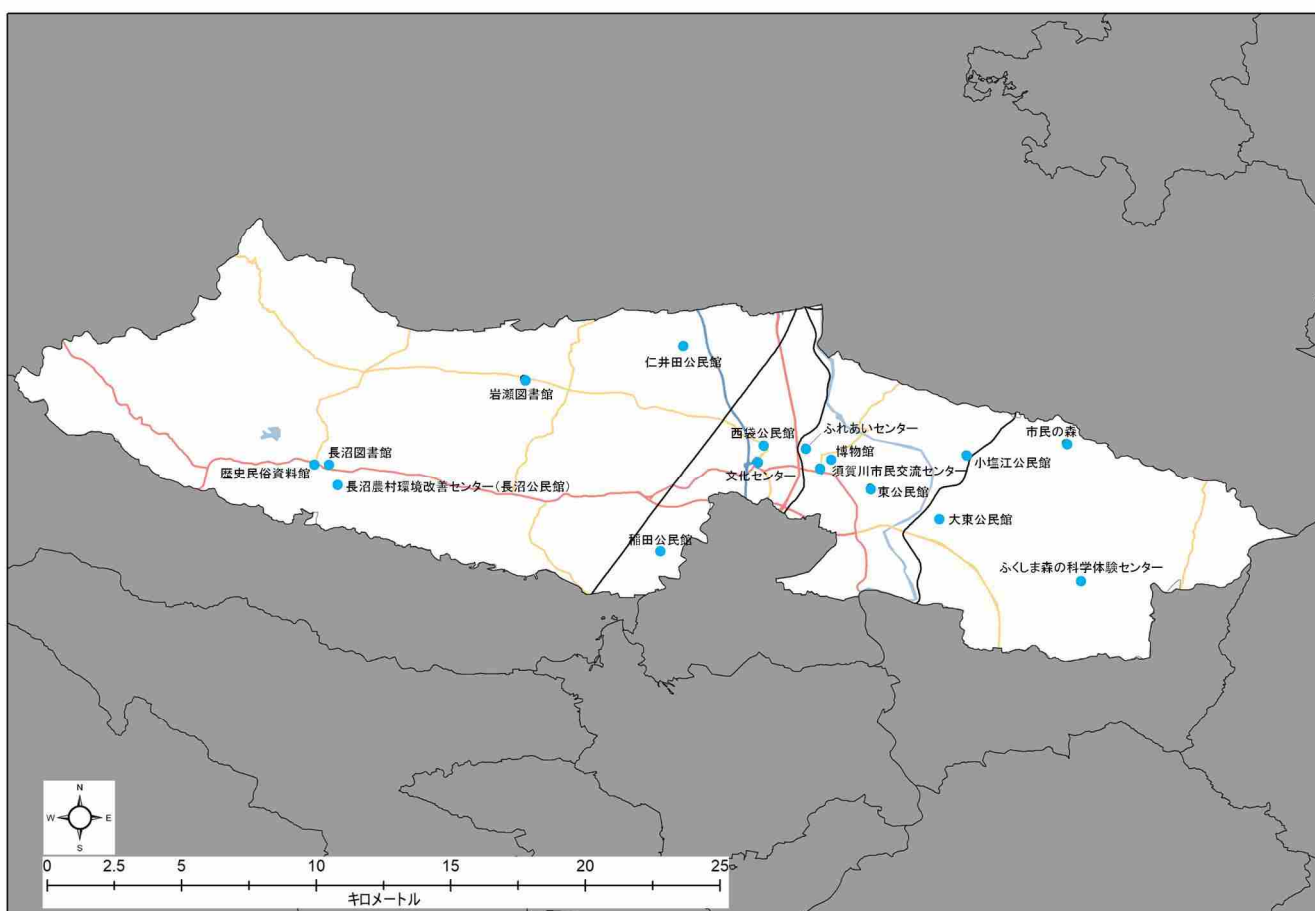 仁井田公民館
岩瀬図書館
西袋公民館
ふれあいセンター
市民の森
長沼図書館
博物館
小塩江公民館
歴史民俗資料館
文化センター
須賀川市民交流センター
長沼農村環境改善センター(長沼公民館)
東公民館
大東公民館
稲田公民館
ふくしま森の科学体験センター
N
W
E
S
0 2.5 5 10 15 20 25
キロメートル